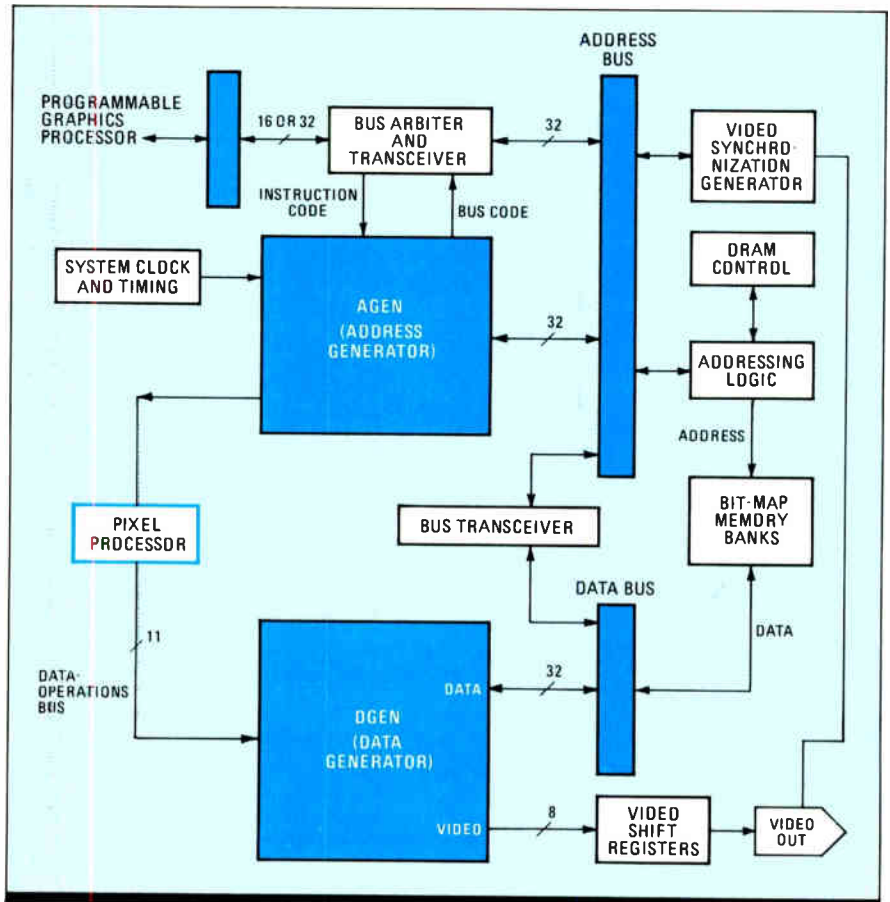 ADDRESS
BUS
PROGRAMMABLE
GRAPHICS
PROCESSOR
16 OR 32
BUS ARBITER
AND
TRANSCEIVER
32
VIDEO
SYNCHRO-
NIZATION
GENERATOR
INSTRUCTION
CODE
BUS CODE
SYSTEM CLOCK
AND TIMING
DRAM
CONTROL
AGEN
(ADDRESS
GENERATOR)
32
ADDRESSING
LOGIC
ADDRESS
PIXEL
PROCESSOR
BUS TRANSCEIVER
BIT-MAP
MEMORY
BANKS
DATA BUS
DATA
11
DATA-
OPERATIONS
BUS
DATA
32
DGEN
(DATA
GENERATOR)
VIDEO
8
VIDEO
SHIFT
REGISTERS
VIDEO
OUT